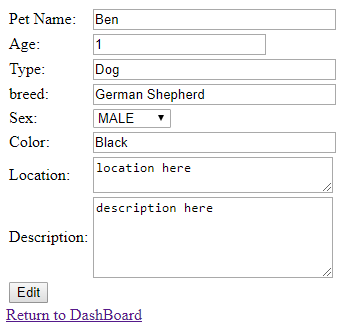 Pet Name: Ben
Age: 1
Type: Dog
breed: German Shepherd
Sex: MALE
Color: Black
Location: location here
Description: description here
Edit
Return to DashBoard